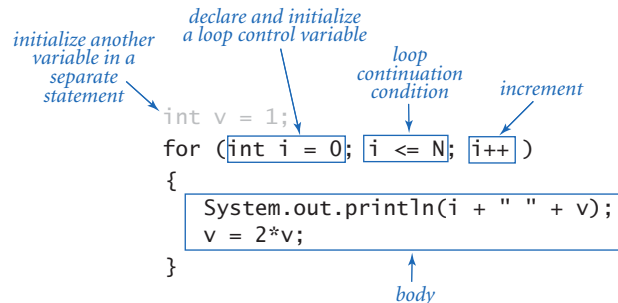 declare and initialize
a loop control variable
initialize another
variable in a
separate
statement
loop
continuation
condition
increment
int v = 1;
for (int i = 0; i <= N; i++ )
{
System.out.println(i + " " + v);
v = 2*v;
}
body